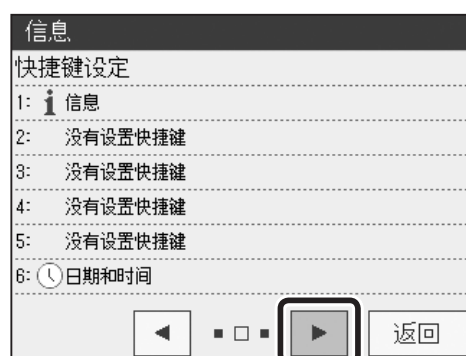 信息
快捷键设定
1: i 信息
2: 没有设置快捷键
3: 没有设置快捷键
4: 没有设置快捷键
5: 没有设置快捷键
6: 日期和时间
返回